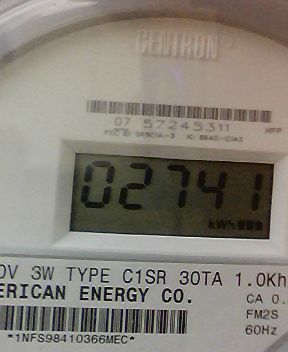 CENTRON
07 57245311
02741
kWh
0V 3W TYPE C1SR 30TA 1.0Kh
ERICAN ENERGY CO.
CA 0.
FM2S
60Hz
*1NFS98410366MEC*